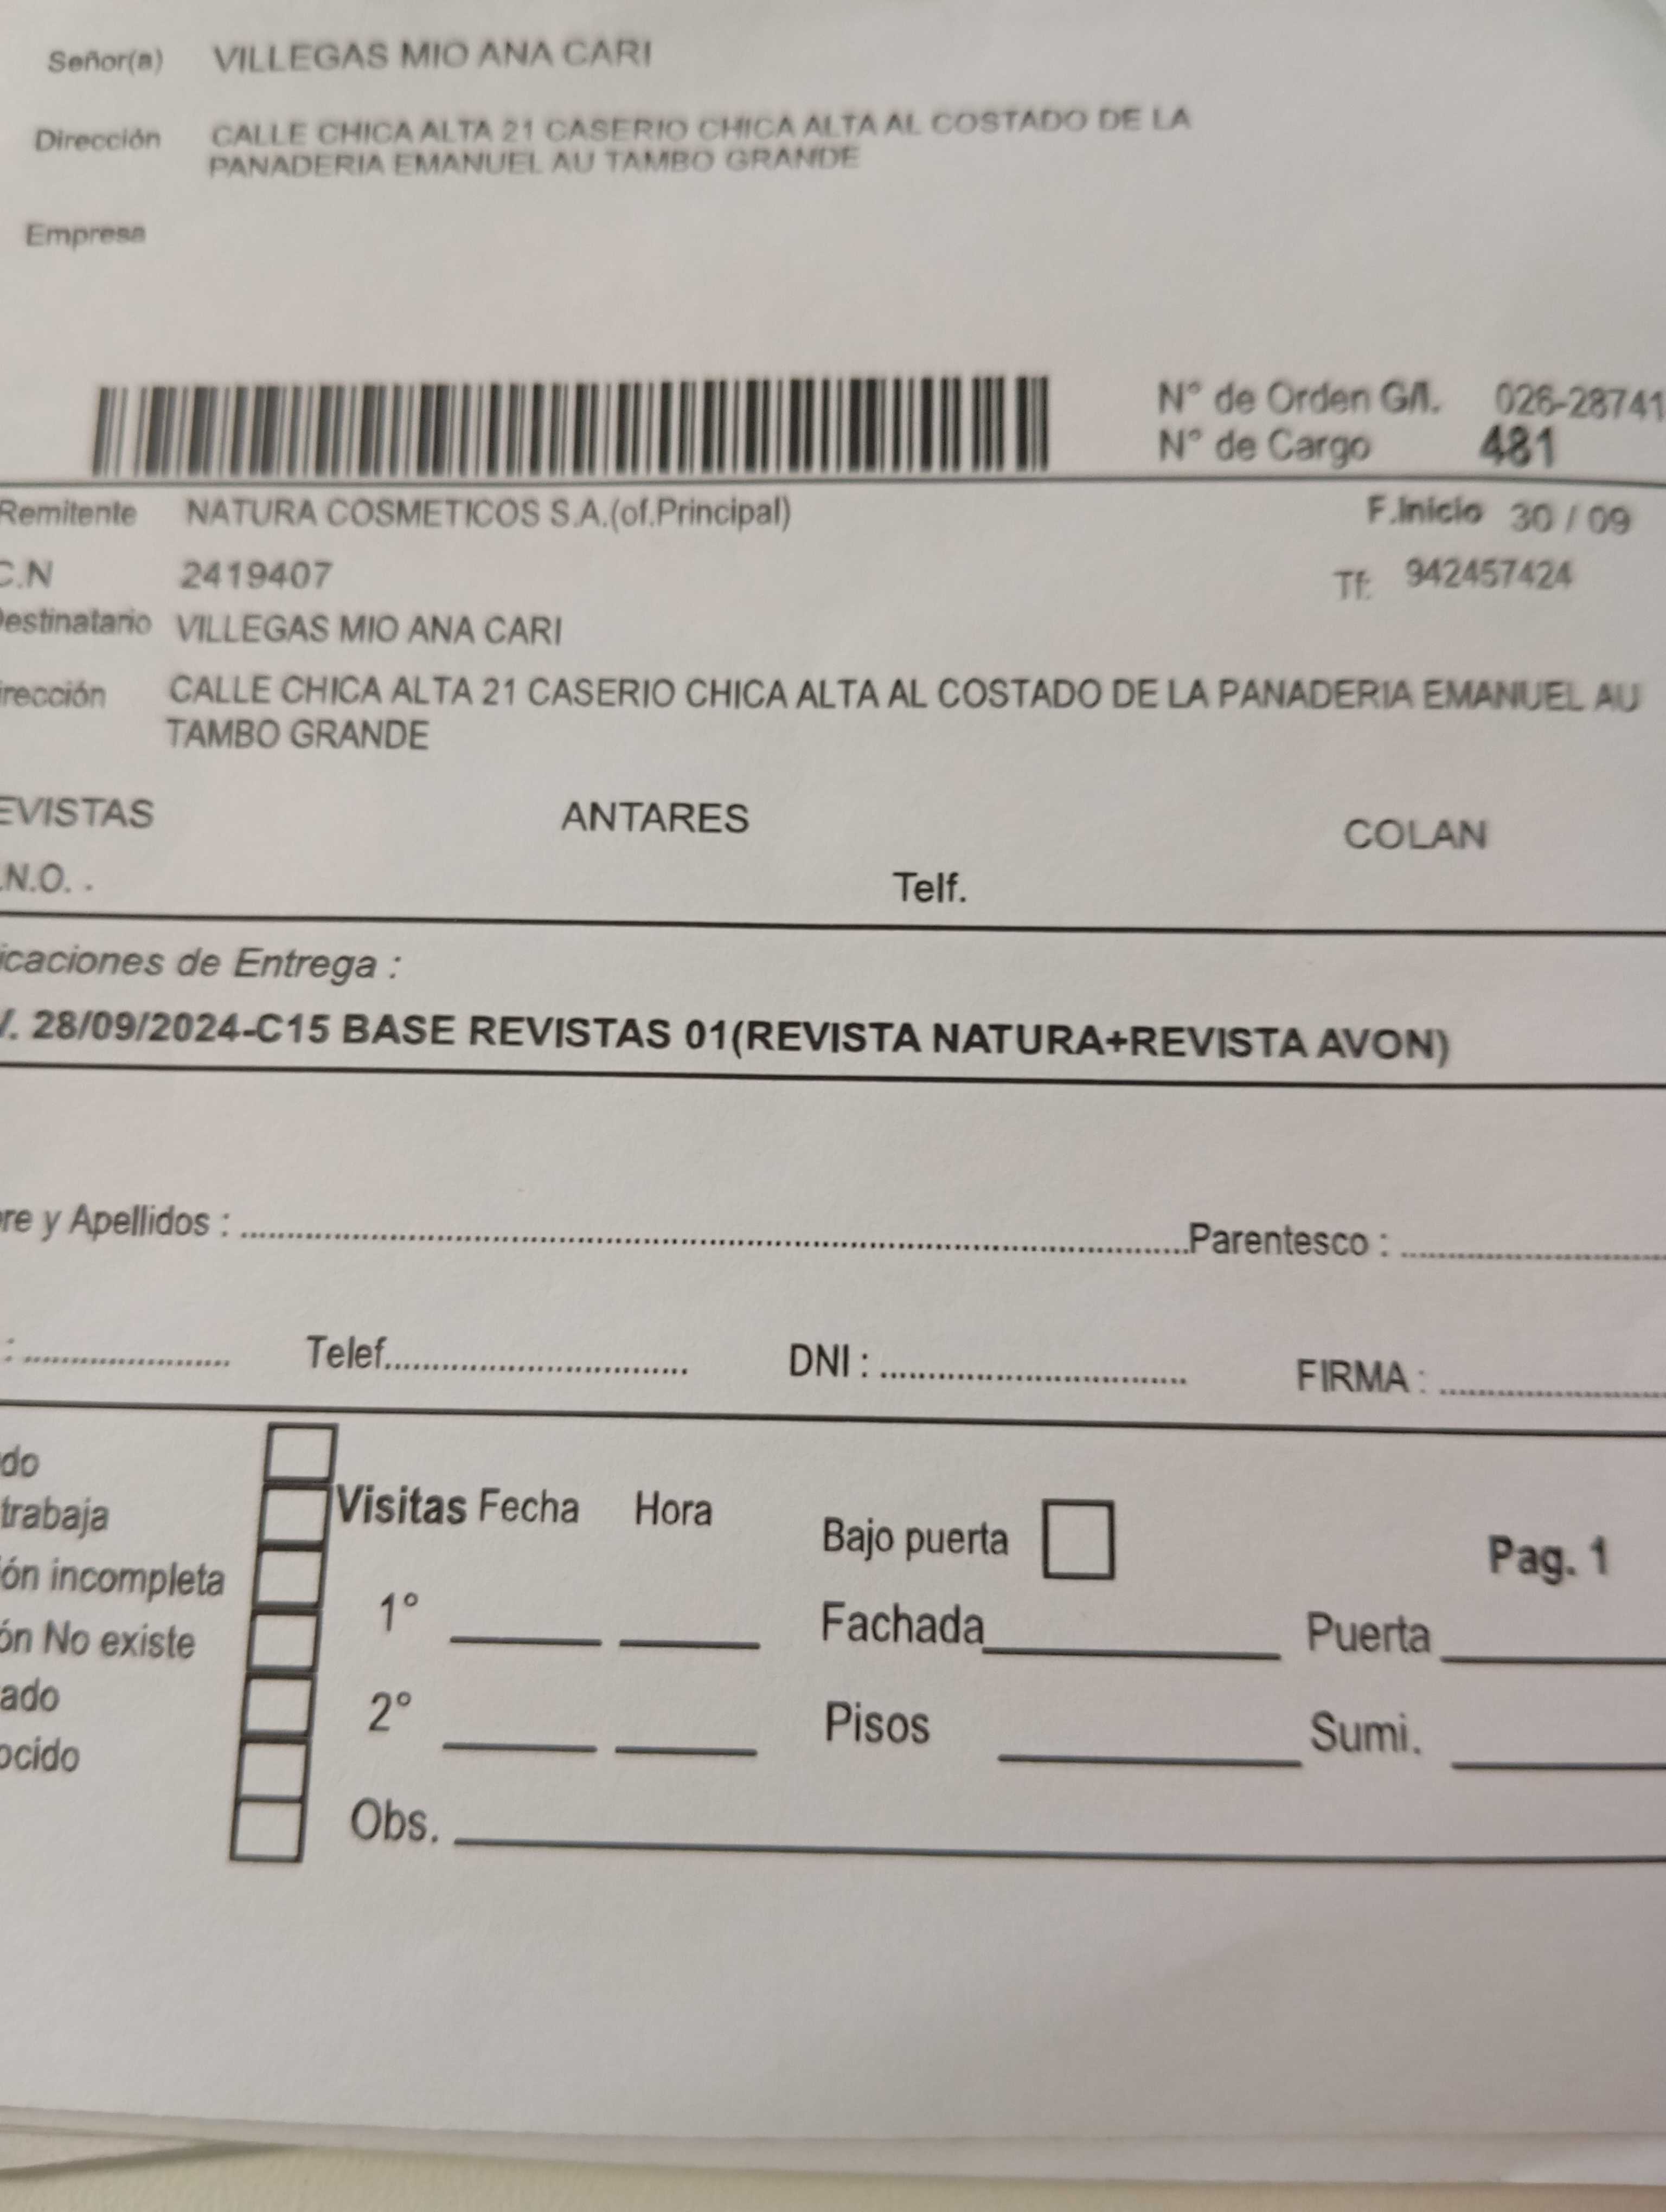 Señor(a) VILLEGAS MIO ANA CARI
Dirección CALLE CHICA ALTA 21 CASERIO CHICA ALTA AL COSTADO DE LA
PANADERIA EMANUEL AU TAMBO GRANDE
Empresa
N° de Orden G/I. 026-28741
N° de Cargo 481
Remitente NATURA COSMETICOS S.A.(of.Principal) F.Inicio 30 / 09
C.N 2419407 Tf: 942457424
Destinatario VILLEGAS MIO ANA CARI
irección CALLE CHICA ALTA 21 CASERIO CHICA ALTA AL COSTADO DE LA PANADERIA EMANUEL AU
TAMBO GRANDE
EVISTAS ANTARES COLAN
.N.O. . Telf.
icaciones de Entrega :
V. 28/09/2024-C15 BASE REVISTAS 01(REVISTA NATURA+REVISTA AVON)
re y Apellidos : Parentesco :
: Telef. DNI : FIRMA :
do
trabaja Visitas Fecha Hora Bajo puerta Pag. 1
ón incompleta
1° Fachada Puerta
ón No existe
ado
2° Pisos Sumi.
ocido
Obs.